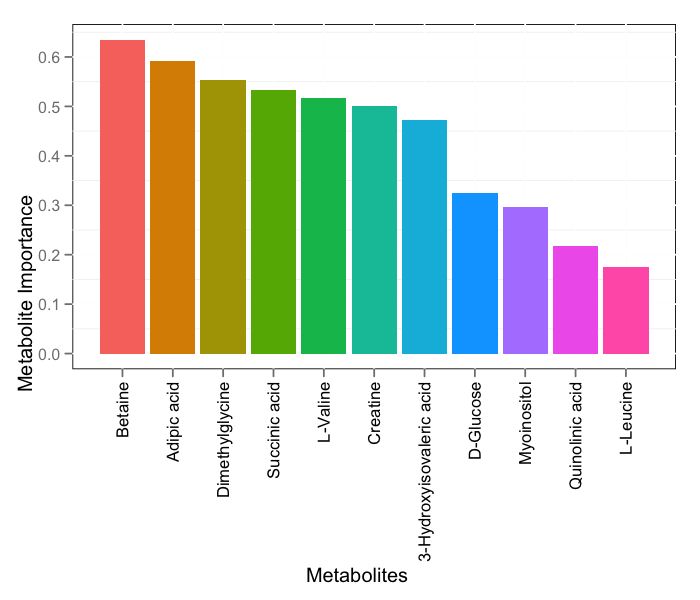 Metabolite Importance
0.6
0.5
0.4
0.3
0.2
0.1
0.0
Betaine
Adipic acid
Dimethylglycine
Succinic acid
L-Valine
Creatine
3-Hydroxyisovaleric acid
D-Glucose
Myoinositol
Quinolinic acid
L-Leucine
Metabolites